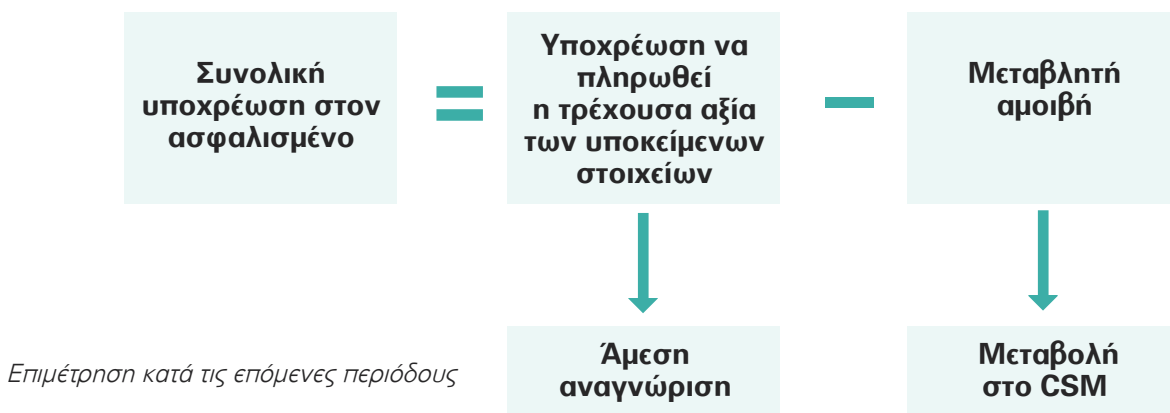 Συνολική
υποχρέωση στον
ασφαλισμένο
=
Υποχρέωση να
πληρωθεί
η τρέχουσα αξία
των υποκείμενων
στοιχείων
–
Μεταβλητή
αμοιβή
Επιμέτρηση κατά τις επόμενες περιόδους
Άμεση
αναγνώριση
Μεταβολή
στο CSM